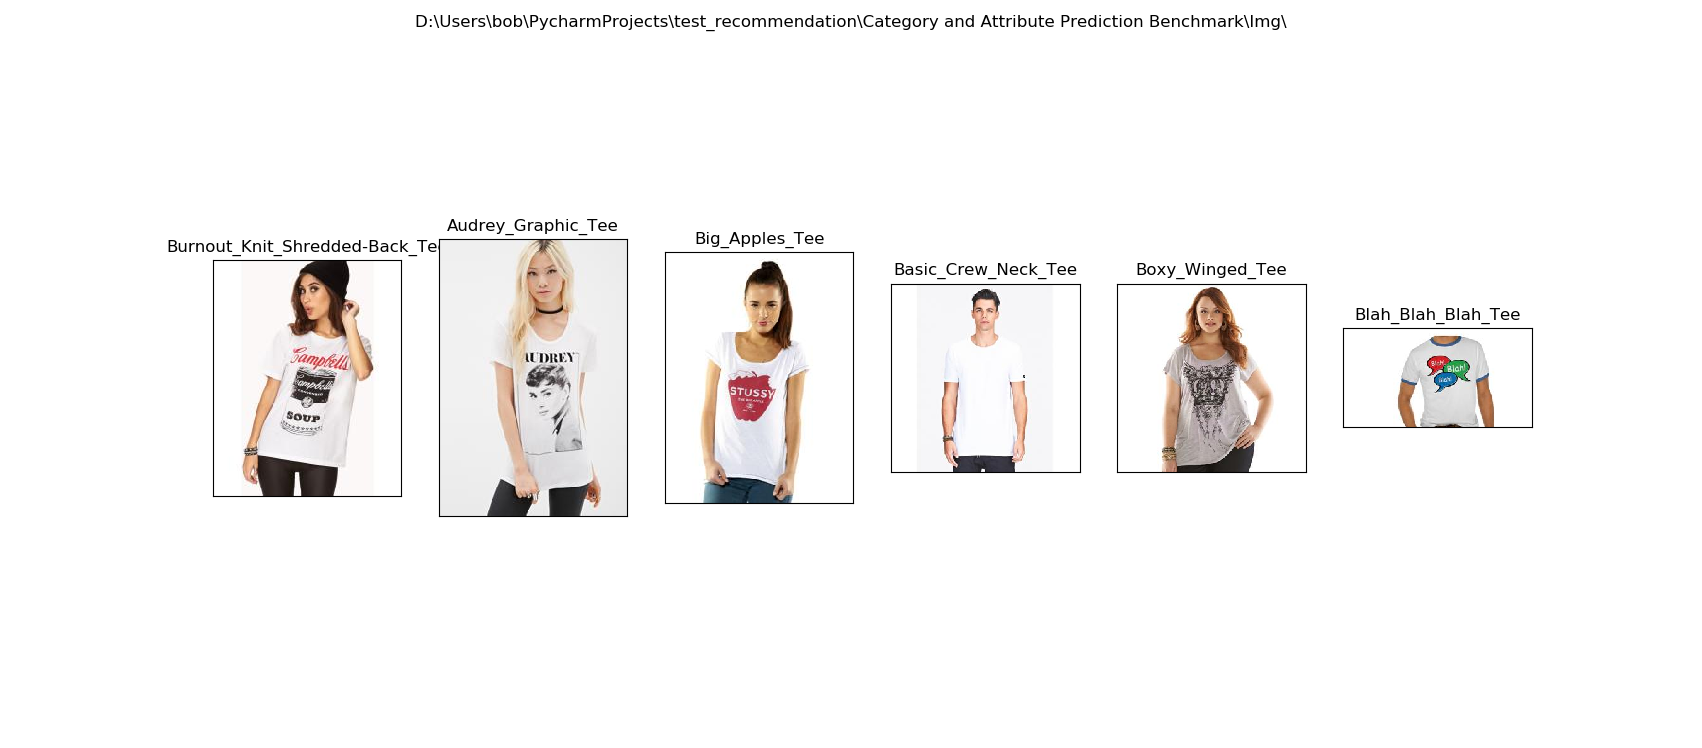 D:\Users\bob\PycharmProjects\test_recommendation\Category and Attribute Prediction Benchmark\Img\
Burnout_Knit_Shredded-Back_Tee
Audrey_Graphic_Tee
Big_Apples_Tee
Basic_Crew_Neck_Tee
Boxy_Winged_Tee
Blah_Blah_Blah_Tee
Campbell's
Campbell's
SOUP
AUDREY
STUSSY
Blah!
Blah!
Blah!